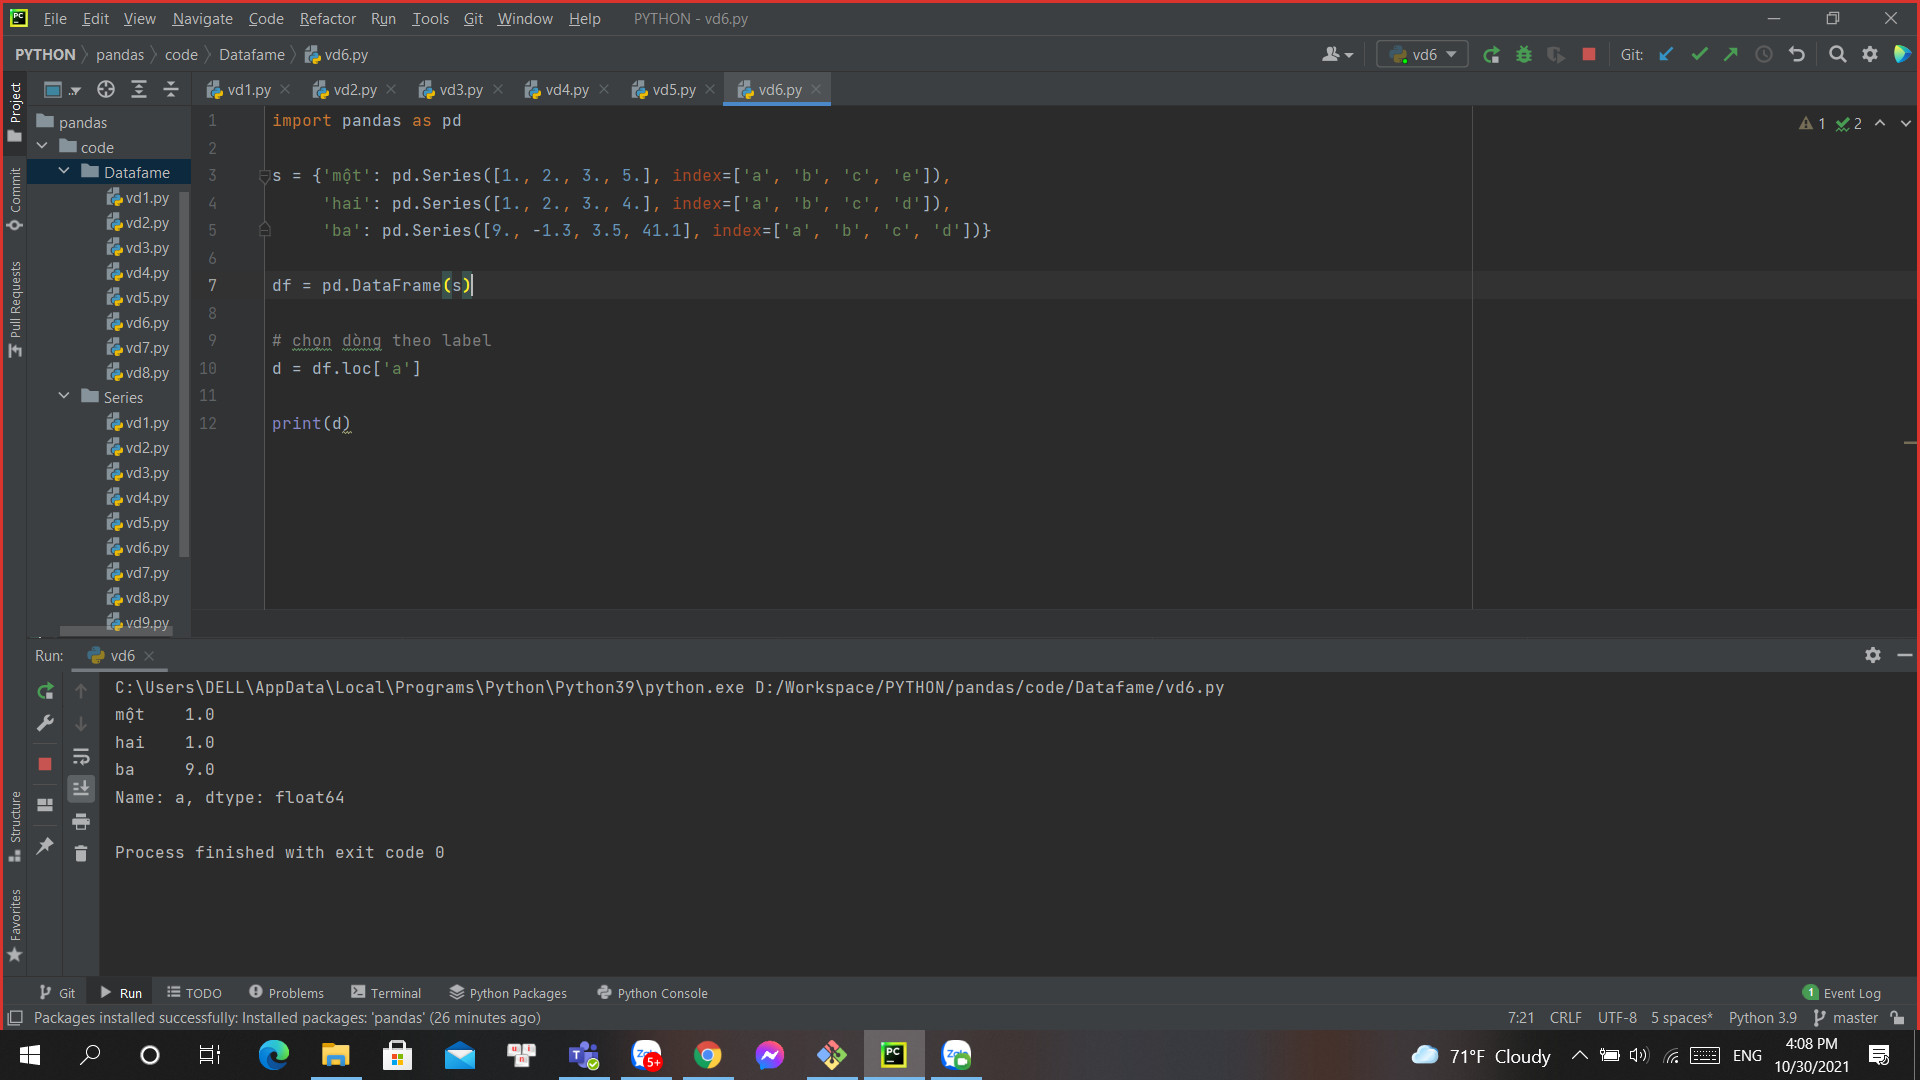 File Edit View Navigate Code Refactor Run Tools Git Window Help PYTHON - vd6.py
PYTHON pandas code Datafame vd6.py vd6 Git:
vd1.py vd2.py vd3.py vd4.py vd5.py vd6.py
Project
Commit
Pull Requests
pandas
code
Datafame
vd1.py
vd2.py
vd3.py
vd4.py
vd5.py
vd6.py
vd7.py
vd8.py
Series
vd1.py
vd2.py
vd3.py
vd4.py
vd5.py
vd6.py
vd7.py
vd8.py
vd9.py
1 import pandas as pd
2
3 s = {'một': pd.Series([1., 2., 3., 5.], index=['a', 'b', 'c', 'e']),
4 'hai': pd.Series([1., 2., 3., 4.], index=['a', 'b', 'c', 'd']),
5 'ba': pd.Series([9., -1.3, 3.5, 41.1], index=['a', 'b', 'c', 'd'])}
6
7 df = pd.DataFrame(s)
8
9 # chọn dòng theo label
10 d = df.loc['a']
11
12 print(d)
1 2
Run: vd6
C:\Users\DELL\AppData\Local\Programs\Python\Python39\python.exe D:/Workspace/PYTHON/pandas/code/Datafame/vd6.py
một 1.0
hai 1.0
ba 9.0
Name: a, dtype: float64
Process finished with exit code 0
Structure
Favorites
Git Run TODO Problems Terminal Python Packages Python Console 1 Event Log
Packages installed successfully: Installed packages: 'pandas' (26 minutes ago) 7:21 CRLF UTF-8 5 spaces* Python 3.9 master
5+ PC 71°F Cloudy ENG 4:08 PM
10/30/2021